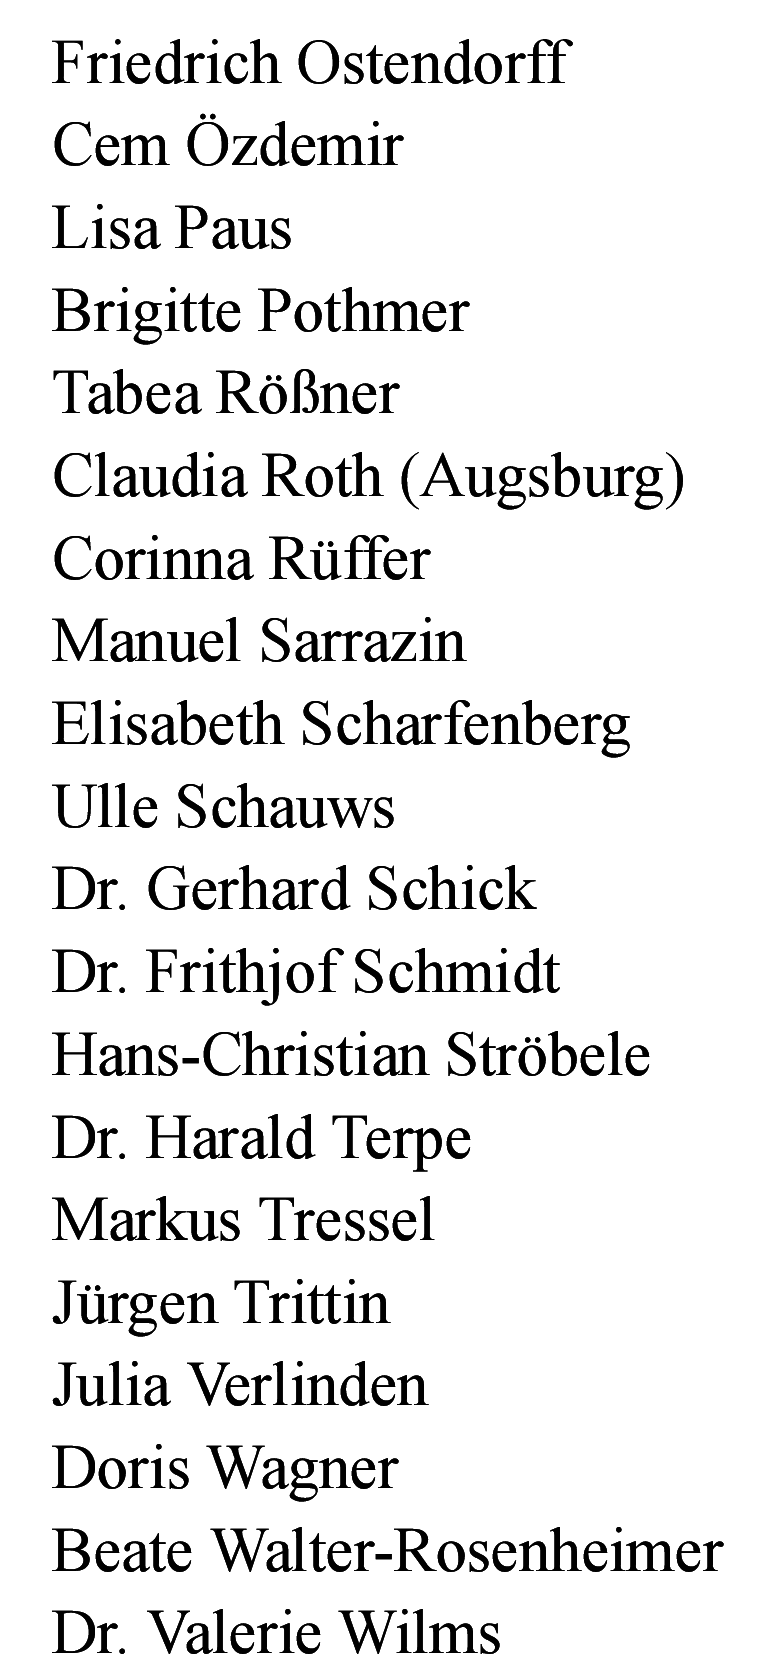 Friedrich Ostendorff
Cem Özdemir
Lisa Paus
Brigitte Pothmer
Tabea Rößner
Claudia Roth (Augsburg)
Corinna Rüffer
Manuel Sarrazin
Elisabeth Scharfenberg
Ulle Schauws
Dr. Gerhard Schick
Dr. Frithjof Schmidt
Hans-Christian Ströbele
Dr. Harald Terpe
Markus Tressel
Jürgen Trittin
Julia Verlinden
Doris Wagner
Beate Walter-Rosenheimer
Dr. Valerie Wilms